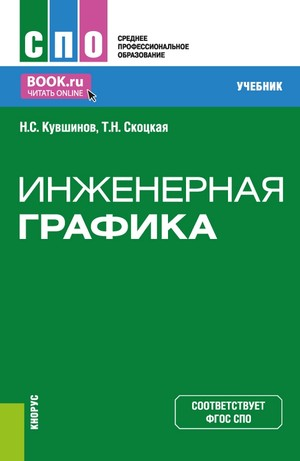 СПО
СРЕДНЕЕ
ПРОФЕССИОНАЛЬНОЕ
ОБРАЗОВАНИЕ
BOOK.ru
ЧИТАТЬ ONLINE
УЧЕБНИК
Н.С. Кувшинов, Т.Н. Скоцкая
ИНЖЕНЕРНАЯ
ГРАФИКА
СООТВЕТСТВУЕТ
ФГОС СПО
КНОРУС